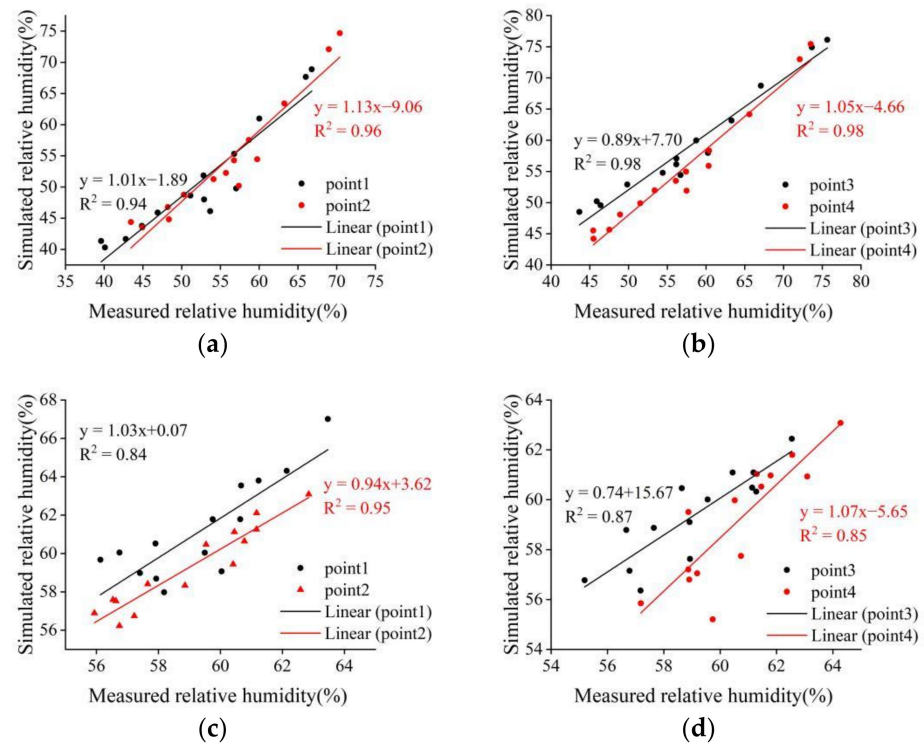 75
70
65
60
55
50
45
40
35 40 45 50 55 60 65 70 75
Simulated relative humidity(%)
Measured relative humidity(%)
y = 1.13x−9.06
R² = 0.96
y = 1.01x−1.89
R² = 0.94
point1
point2
Linear (point1)
Linear (point2)
(a)
80
75
70
65
60
55
50
45
40
40 45 50 55 60 65 70 75 80
Simulated relative humidity(%)
Measured relative humidity(%)
y = 1.05x−4.66
R² = 0.98
y = 0.89x+7.70
R² = 0.98
point3
point4
Linear (point3)
Linear (point4)
(b)
68
66
64
62
60
58
56
56 58 60 62 64
Simulated relative humidity(%)
Measured relative humidity(%)
y = 1.03x+0.07
R² = 0.84
y = 0.94x+3.62
R² = 0.95
point1
point2
Linear (point1)
Linear (point2)
(c)
64
62
60
58
56
54
54 56 58 60 62 64
Simulated relative humidity(%)
Measured relative humidity(%)
y = 0.74+15.67
R² = 0.87
y = 1.07x−5.65
R² = 0.85
point3
point4
Linear (point3)
Linear (point4)
(d)